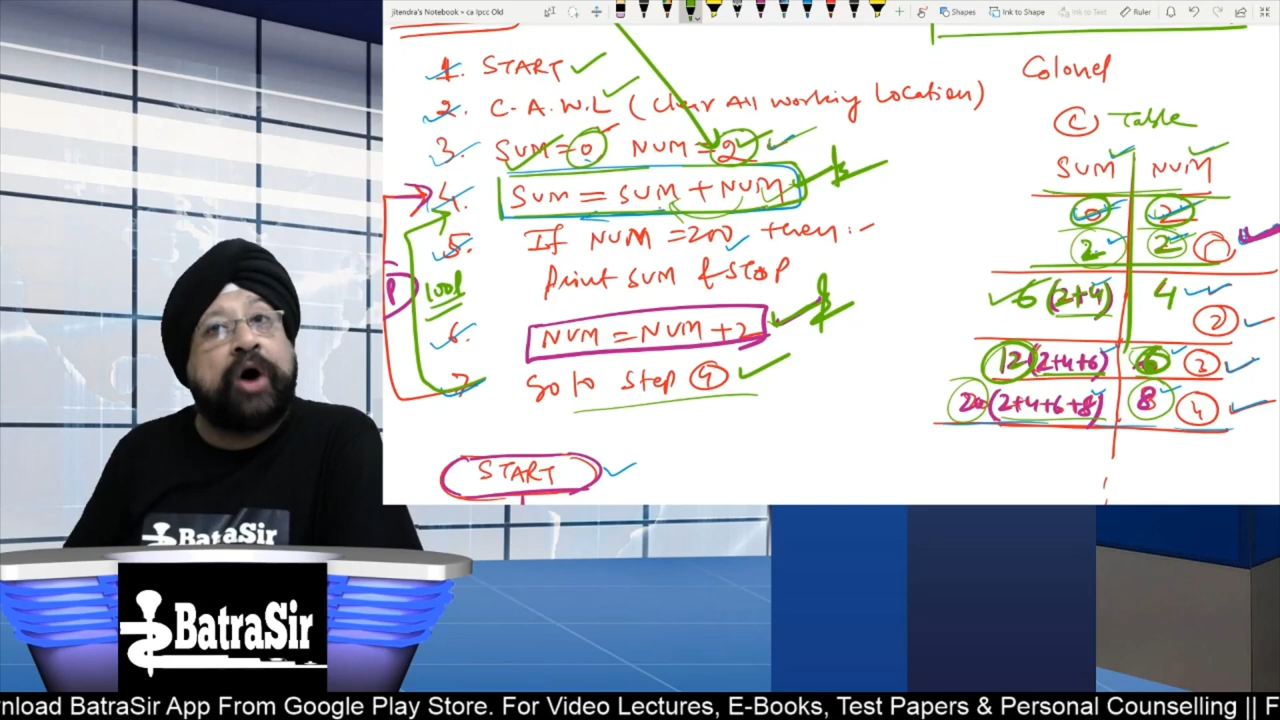 jitendra's Notebook » ca Ipcc Old
Shapes Ink to Shape Ink to Text Ruler
1. START
2. C.A.W.L (Clear All Working Location)
3. SUM=0 NUM=2
4. SUM = SUM + NUM
5. If NUM =200 then :-
Print SUM & STOP
6. NUM = NUM +2
7. Go to Step 4
LOOP
START
Colonel
C Table
SUM NUM
0 2
2 2 1
6 (2+4) 4 2
12 (2+4+6) 6 3
20 (2+4+6+8) 8 4
BatraSir
BatraSir
wnload BatraSir App From Google Play Store. For Video Lectures, E-Books, Test Papers & Personal Counselling || F